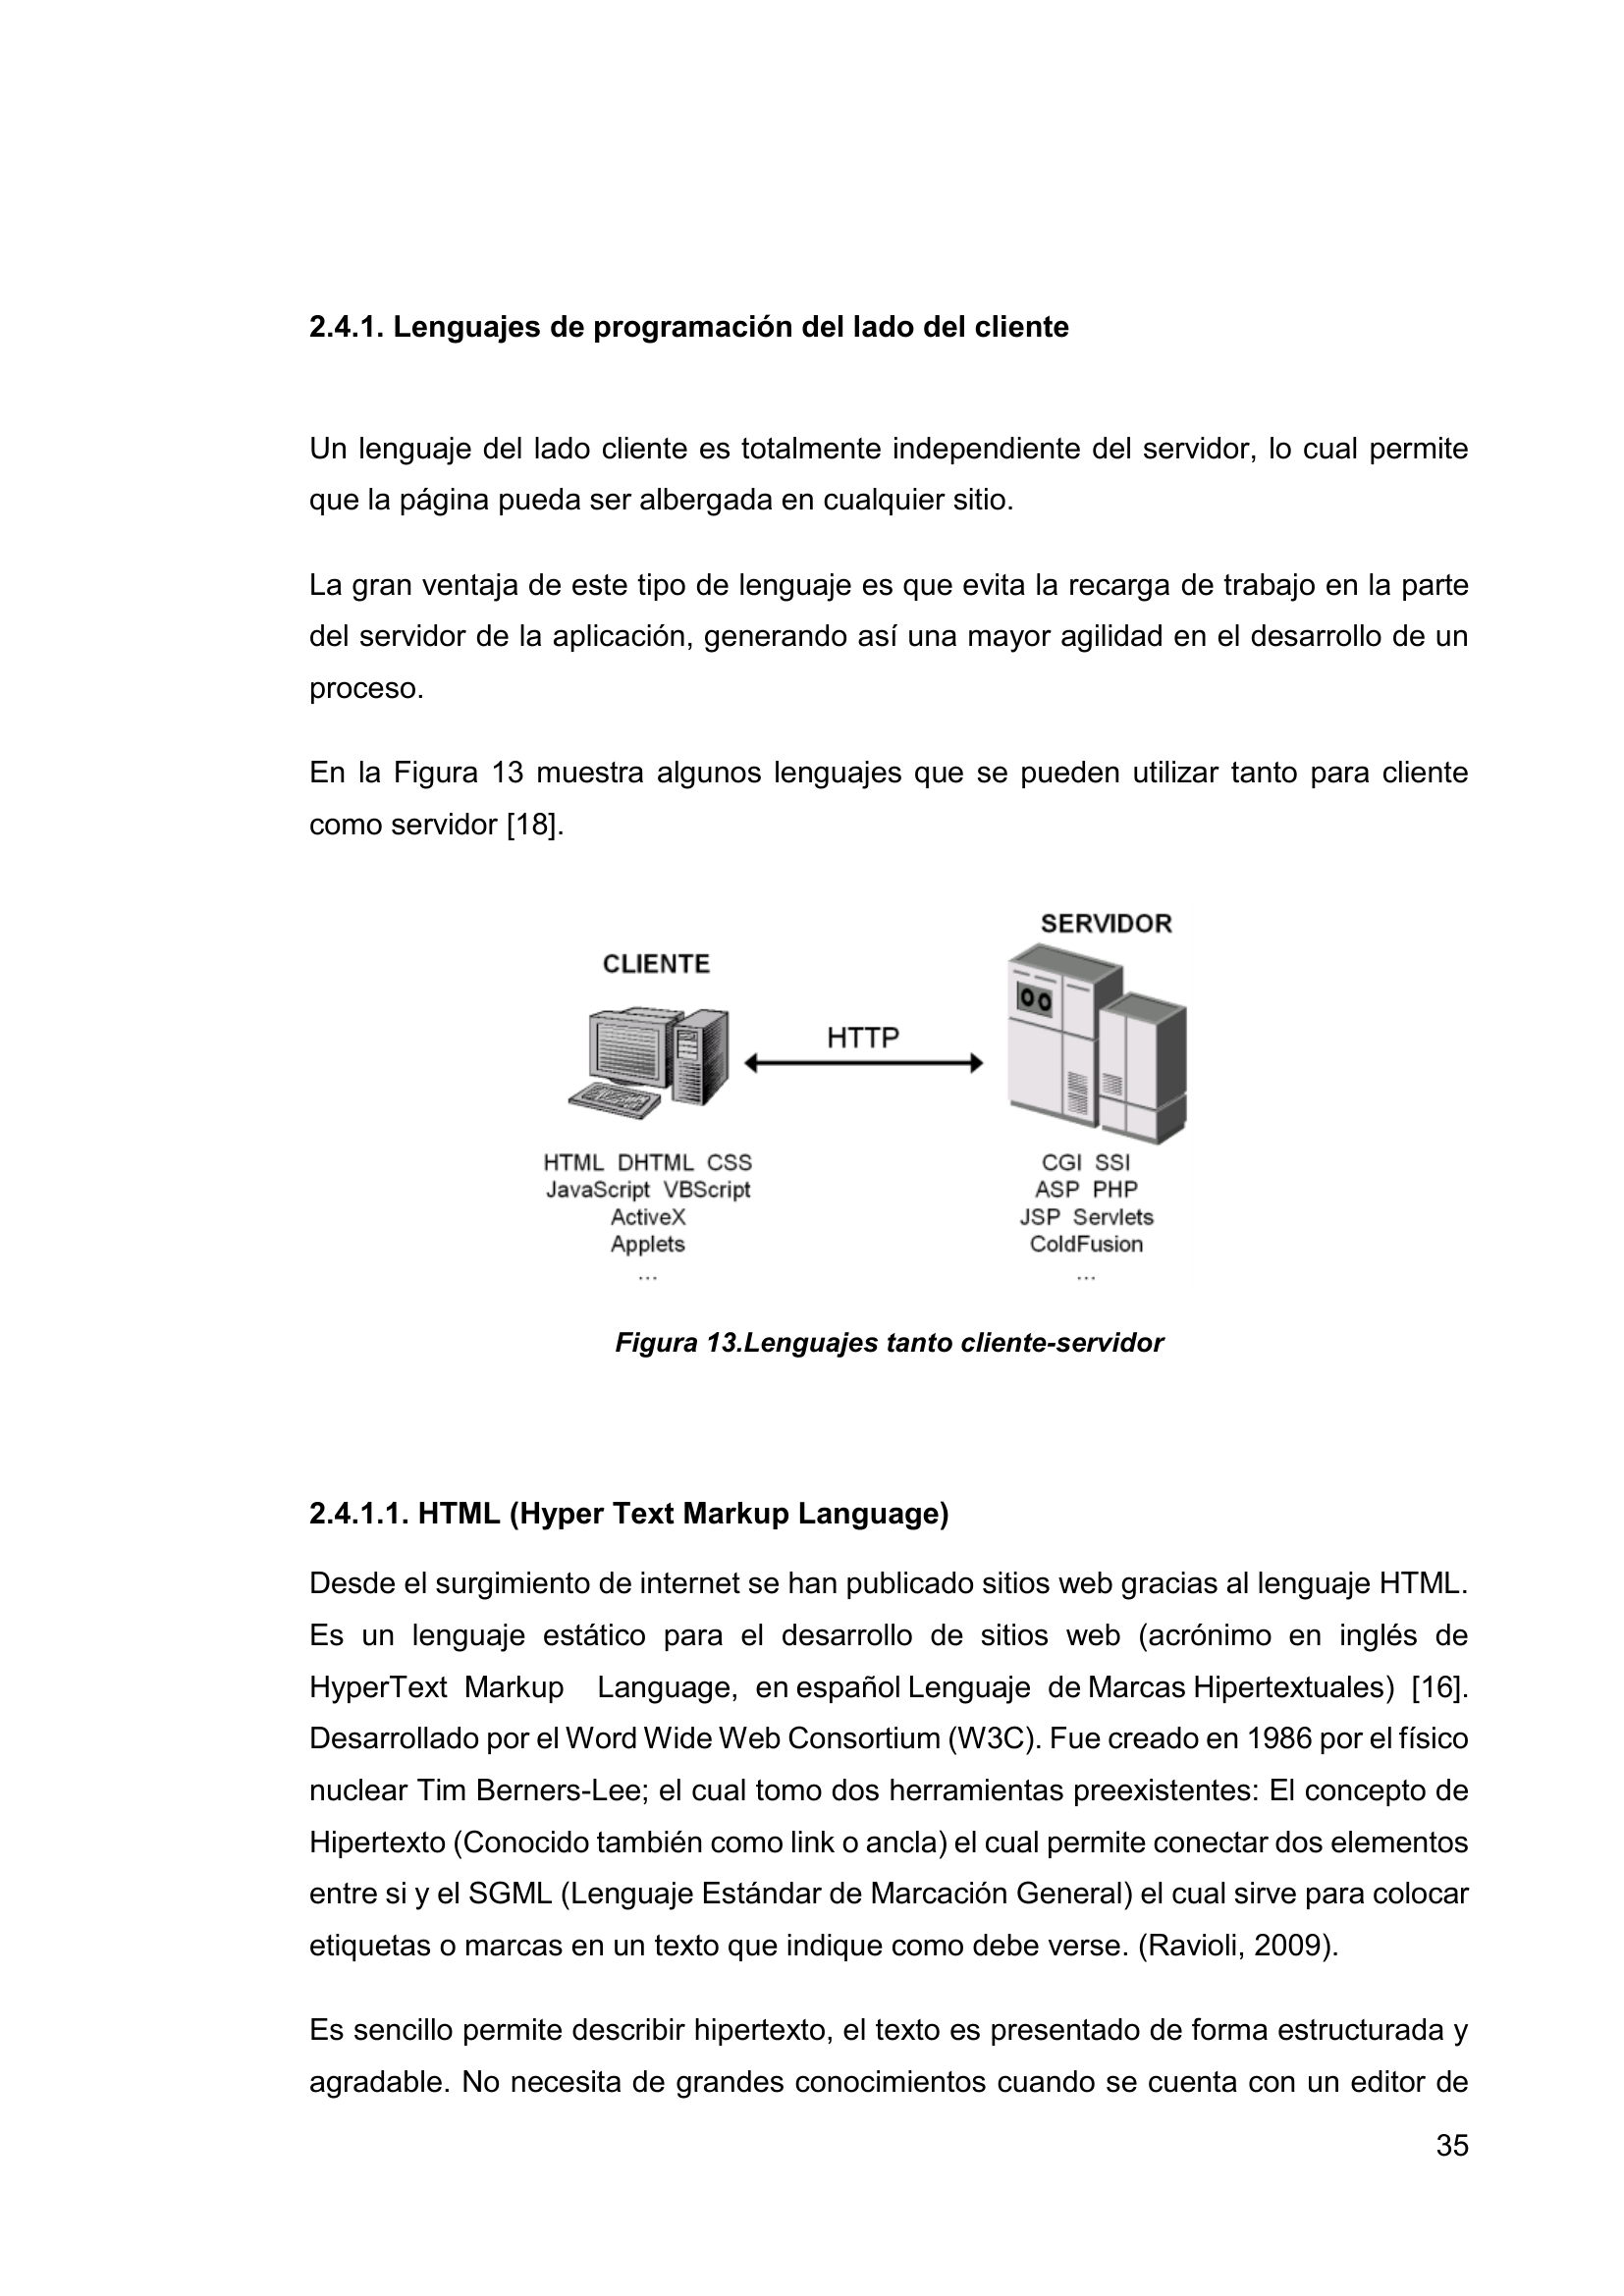 2.4.1. Lenguajes de programación del lado del cliente
Un lenguaje del lado cliente es totalmente independiente del servidor, lo cual permite
que la página pueda ser albergada en cualquier sitio.
La gran ventaja de este tipo de lenguaje es que evita la recarga de trabajo en la parte
del servidor de la aplicación, generando así una mayor agilidad en el desarrollo de un
proceso.
En la Figura 13 muestra algunos lenguajes que se pueden utilizar tanto para cliente
como servidor [18].
SERVIDOR
CLIENTE
HTTP
HTML DHTML CSS
JavaScript VBScript
ActiveX
Applets
...
CGI SSI
ASP PHP
JSP Servlets
ColdFusion
...
Figura 13.Lenguajes tanto cliente-servidor
2.4.1.1. HTML (Hyper Text Markup Language)
Desde el surgimiento de internet se han publicado sitios web gracias al lenguaje HTML.
Es un lenguaje estático para el desarrollo de sitios web (acrónimo en inglés de
HyperText Markup Language, en español Lenguaje de Marcas Hipertextuales) [16].
Desarrollado por el Word Wide Web Consortium (W3C). Fue creado en 1986 por el físico
nuclear Tim Berners-Lee; el cual tomo dos herramientas preexistentes: El concepto de
Hipertexto (Conocido también como link o ancla) el cual permite conectar dos elementos
entre si y el SGML (Lenguaje Estándar de Marcación General) el cual sirve para colocar
etiquetas o marcas en un texto que indique como debe verse. (Ravioli, 2009).
Es sencillo permite describir hipertexto, el texto es presentado de forma estructurada y
agradable. No necesita de grandes conocimientos cuando se cuenta con un editor de
35